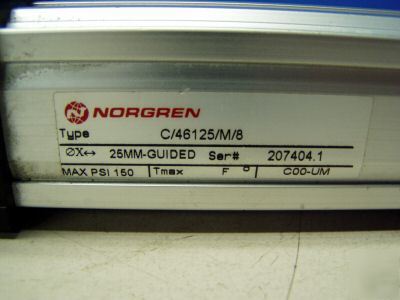 NORGREN
Type C/46125/M/8
ØX↔ 25MM-GUIDED Ser# 207404.1
MAX PSI 150 Tmax F° C00-UM